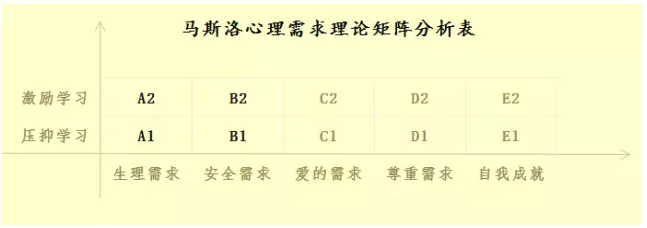 马斯洛心理需求理论矩阵分析表
激励学习 A2 B2 C2 D2 E2
压抑学习 A1 B1 C1 D1 E1
生理需求 安全需求 爱的需求 尊重需求 自我成就